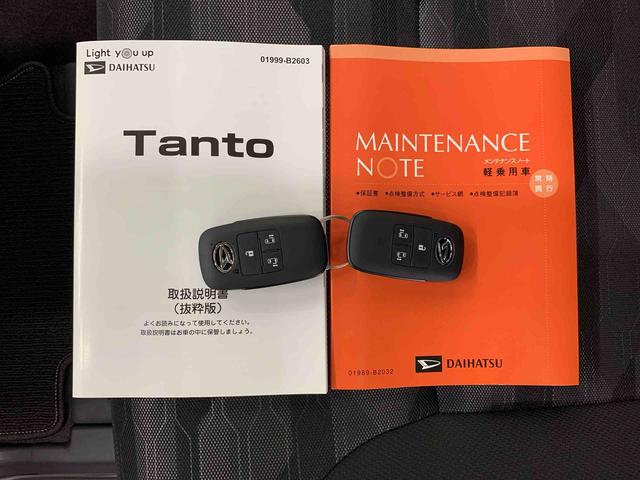 Light you up
DAIHATSU
01999-B2603
Tanto
取扱説明書
（抜粋版）
よくお読みになって使用してください。
取扱説明書はお車の中に保管しましょう。
MAINTENANCE
NOTE
メンテナンスノート
軽乗用車
常時
携行
●保証書 ●点検整備方式 ●サービス網 ●点検整備記録簿
DAIHATSU
01989-B2032